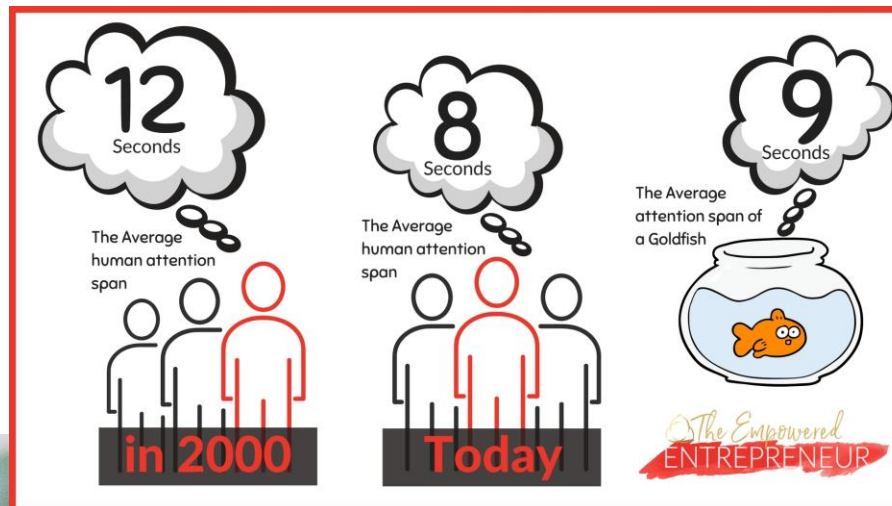 12
Seconds
The Average
human attention
span
in 2000
8
Seconds
The Average
human attention
span
Today
9
Seconds
The Average
attention span of
a Goldfish
The Empowered
ENTREPRENEUR